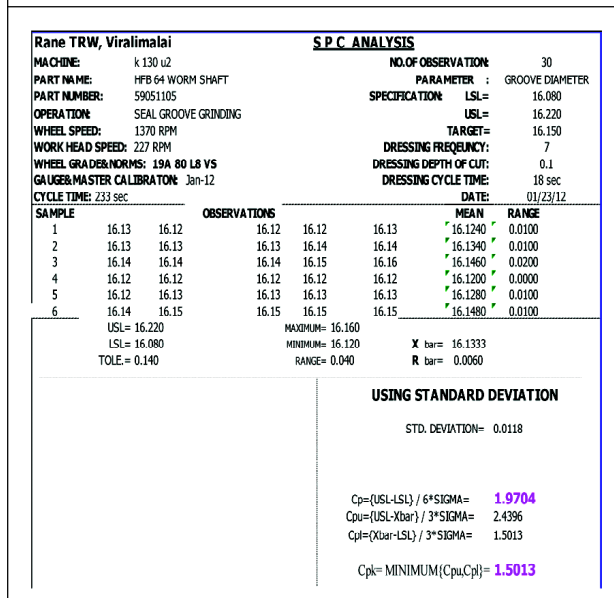 Rane TRW, Viralimalai S P C ANALYSIS
MACHINE: k 130 u2 NO.OF OBSERVATION: 30
PART NAME: HFB 64 WORM SHAFT PARAMETER : GROOVE DIAMETER
PART NUMBER: 59051105 SPECIFICATION: LSL= 16.080
OPERATION: SEAL GROOVE GRINDING USL= 16.220
WHEEL SPEED: 1370 RPM TARGET= 16.150
WORK HEAD SPEED: 227 RPM DRESSING FREQEUNCY: 7
WHEEL GRADE&NORMS: 19A 80 L8 VS DRESSING DEPTH OF CUT: 0.1
GAUGE&MASTER CALIBRATON: Jan-12 DRESSING CYCLE TIME: 18 sec
CYCLE TIME: 233 sec DATE: 01/23/12
SAMPLE OBSERVATIONS MEAN RANGE
1 16.13 16.12 16.12 16.12 16.13 16.1240 0.0100
2 16.13 16.13 16.13 16.14 16.14 16.1340 0.0100
3 16.14 16.14 16.14 16.15 16.16 16.1460 0.0200
4 16.12 16.12 16.12 16.12 16.12 16.1200 0.0000
5 16.12 16.13 16.13 16.13 16.13 16.1280 0.0100
6 16.14 16.15 16.15 16.15 16.15 16.1480 0.0100
USL= 16.220 MAXIMUM= 16.160
LSL= 16.080 MINIMUM= 16.120 X bar= 16.1333
TOLE.= 0.140 RANGE= 0.040 R bar= 0.0060
USING STANDARD DEVIATION
STD. DEVIATION= 0.0118
Cp={USL-LSL} / 6*SIGMA= 1.9704
Cpu={USL-Xbar} / 3*SIGMA= 2.4396
Cpl={Xbar-LSL} / 3*SIGMA= 1.5013
Cpk= MINIMUM{Cpu,Cpl}= 1.5013